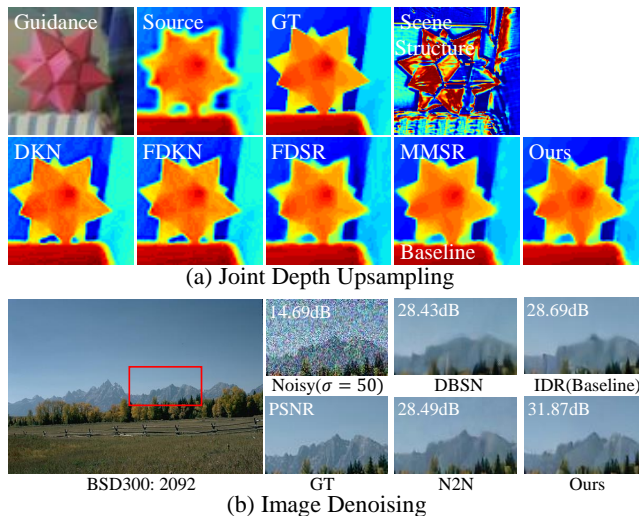 Guidance
Source
GT
Scene
Structure
DKN
FDKN
FDSR
MMSR
Baseline
Ours
(a) Joint Depth Upsampling
14.69dB
28.43dB
28.69dB
Noisy(σ = 50)
DBSN
IDR(Baseline)
PSNR
28.49dB
31.87dB
BSD300: 2092
GT
N2N
Ours
(b) Image Denoising